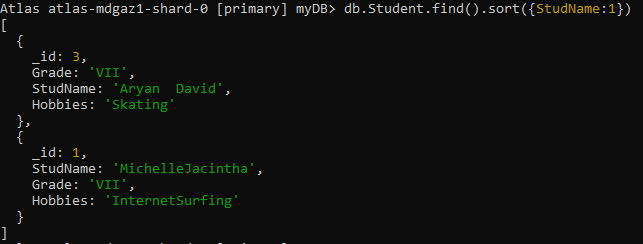 Atlas atlas-mdgaz1-shard-0 [primary] myDB> db.Student.find().sort({StudName:1})
[
  {
    _id: 3,
    Grade: 'VII',
    StudName: 'Aryan  David',
    Hobbies: 'Skating'
  },
  {
    _id: 1,
    StudName: 'MichelleJacintha',
    Grade: 'VII',
    Hobbies: 'InternetSurfing'
  }
]